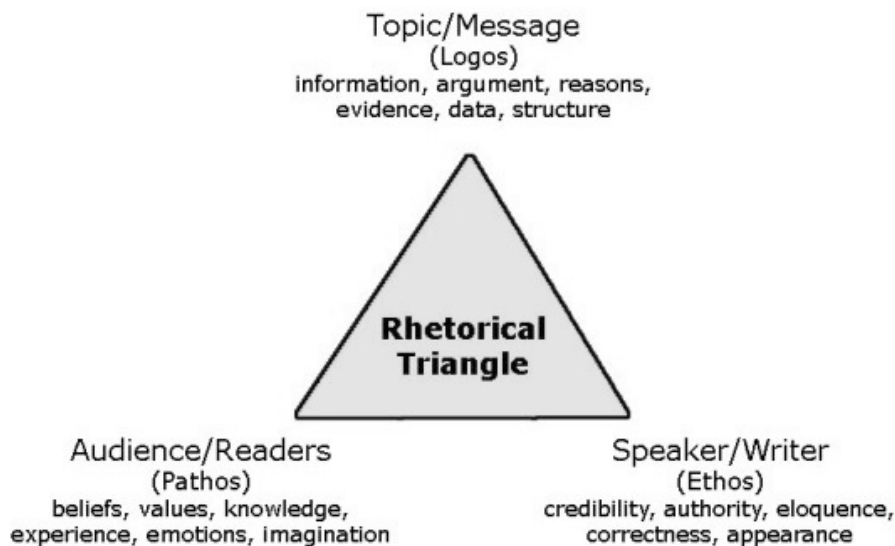 Topic/Message
(Logos)
information, argument, reasons,
evidence, data, structure
Rhetorical
Triangle
Audience/Readers
(Pathos)
beliefs, values, knowledge,
experience, emotions, imagination
Speaker/Writer
(Ethos)
credibility, authority, eloquence,
correctness, appearance